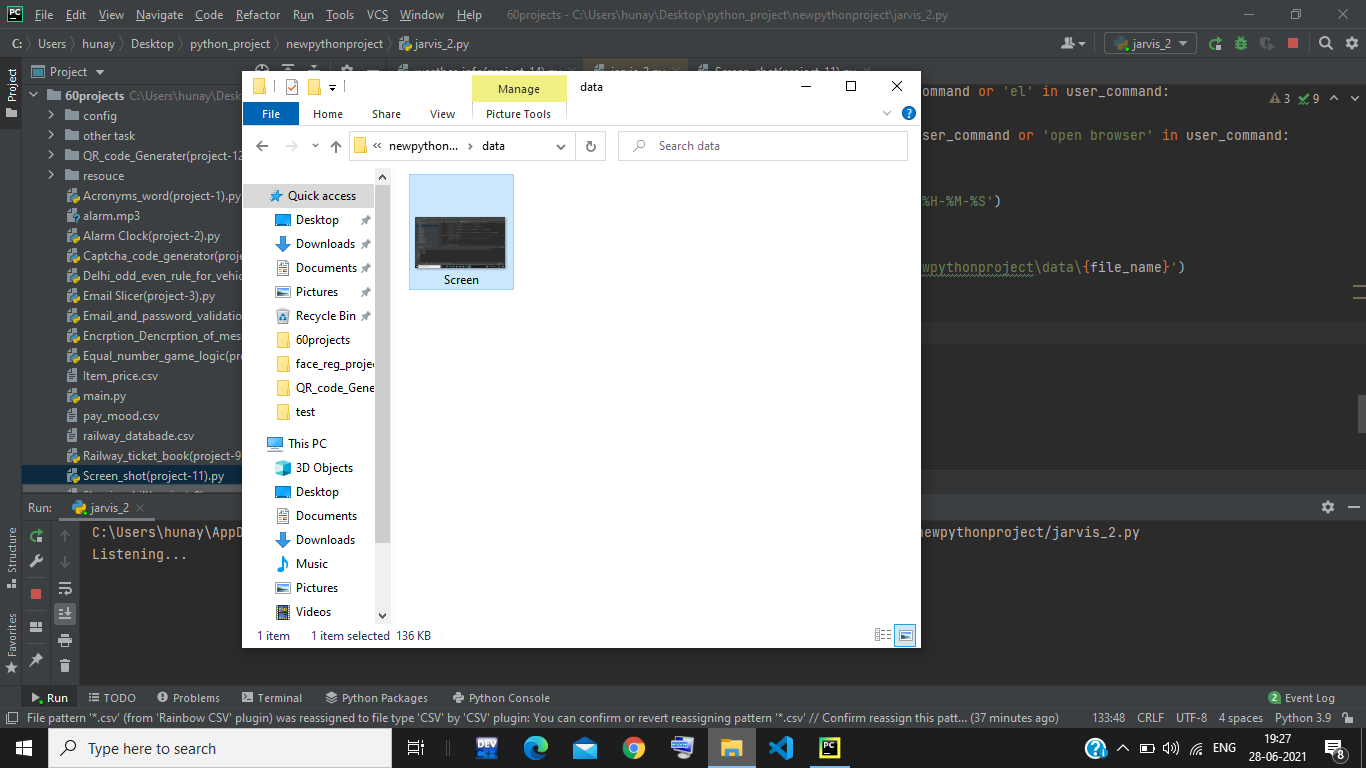 File Edit View Navigate Code Refactor Run Tools VCS Window Help 60projects - C:\Users\hunay\Desktop\python_project\newpythonproject\jarvis_2.py
C: Users hunay Desktop python_project newpythonproject jarvis_2.py jarvis_2
Project
Project
60projects C:\Users\hunay\Desk
config
other task
QR_code_Generater(project-12
resouce
Acronyms_word(project-1).py
alarm.mp3
Alarm Clock(project-2).py
Captcha_code_generator(proje
Delhi_odd_even_rule_for_vehic
Email Slicer(project-3).py
Email_and_password_validatio
Encrption_Dencrption_of_mes
Equal_number_game_logic(pro
Item_price.csv
main.py
pay_mood.csv
railway_databade.csv
Railway_ticket_book(project-9
Screen_shot(project-11).py
ommand or 'el' in user_command:
3 9
ser_command or 'open browser' in user_command:
%H-%M-%S')
wpythonproject\data\{file_name}')
Manage data
File Home Share View Picture Tools
« newpython... data
Search data
Quick access
Desktop
Downloads
Documents
Pictures
Recycle Bin
60projects
face_reg_projec
QR_code_Gene
test
This PC
3D Objects
Desktop
Documents
Downloads
Music
Pictures
Videos
Screen
1 item 1 item selected 136 KB
Run: jarvis_2
C:\Users\hunay\AppD
newpythonproject/jarvis_2.py
Listening...
Structure
Favorites
Run TODO Problems Terminal Python Packages Python Console 2 Event Log
File pattern '*.csv' (from 'Rainbow CSV' plugin) was reassigned to file type 'CSV' by 'CSV' plugin: You can confirm or revert reassigning pattern '*.csv' // Confirm reassign this patt... (37 minutes ago) 133:48 CRLF UTF-8 4 spaces Python 3.9
Type here to search
DEV
ENG
19:27
28-06-2021
8